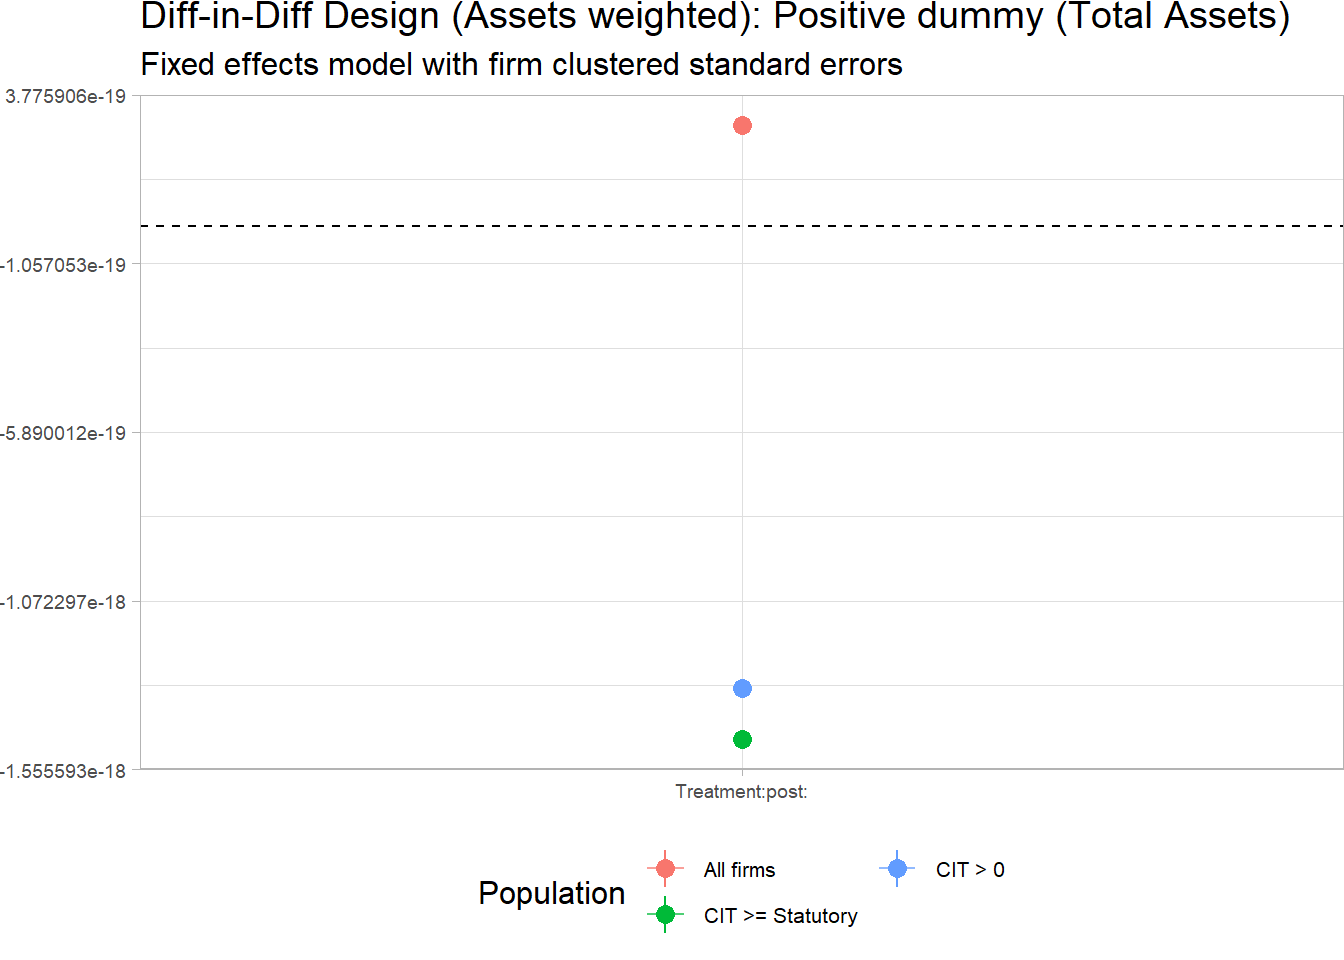 Diff-in-Diff Design (Assets weighted): Positive dummy (Total Assets)
Fixed effects model with firm clustered standard errors
3.775906e-19
-1.057053e-19
-5.890012e-19
-1.072297e-18
-1.555593e-18
Treatment:post:
Population
All firms
CIT > 0
CIT >= Statutory